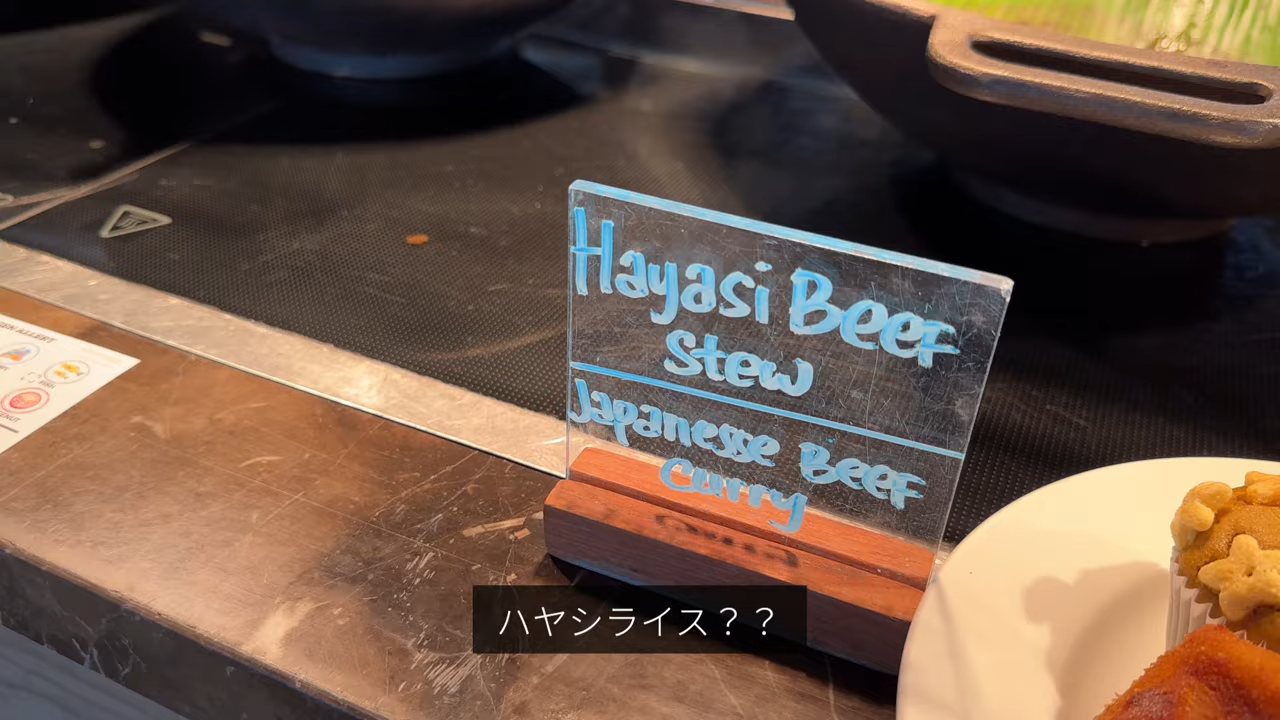 Hayasi Beef
Stew
Japanesse Beef
Curry
ハヤシライス？？